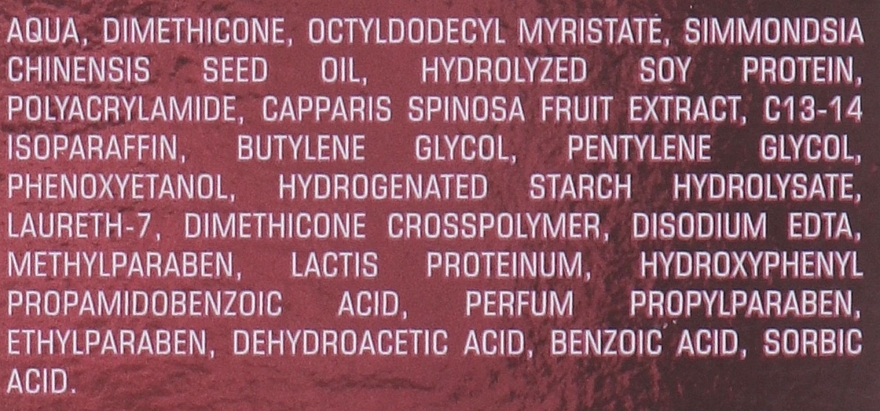 AQUA, DIMETHICONE, OCTYLDODECYL MYRISTATE, SIMMONDSIA
CHINENSIS SEED OIL, HYDROLYZED SOY PROTEIN,
POLYACRYLAMIDE, CAPPARIS SPINOSA FRUIT EXTRACT, C13-14
ISOPARAFFIN, BUTYLENE GLYCOL, PENTYLENE GLYCOL,
PHENOXYETANOL, HYDROGENATED STARCH HYDROLYSATE,
LAURETH-7, DIMETHICONE CROSSPOLYMER, DISODIUM EDTA,
METHYLPARABEN, LACTIS PROTEINUM, HYDROXYPHENYL
PROPAMIDOBENZOIC ACID, PERFUM PROPYLPARABEN,
ETHYLPARABEN, DEHYDROACETIC ACID, BENZOIC ACID, SORBIC
ACID.